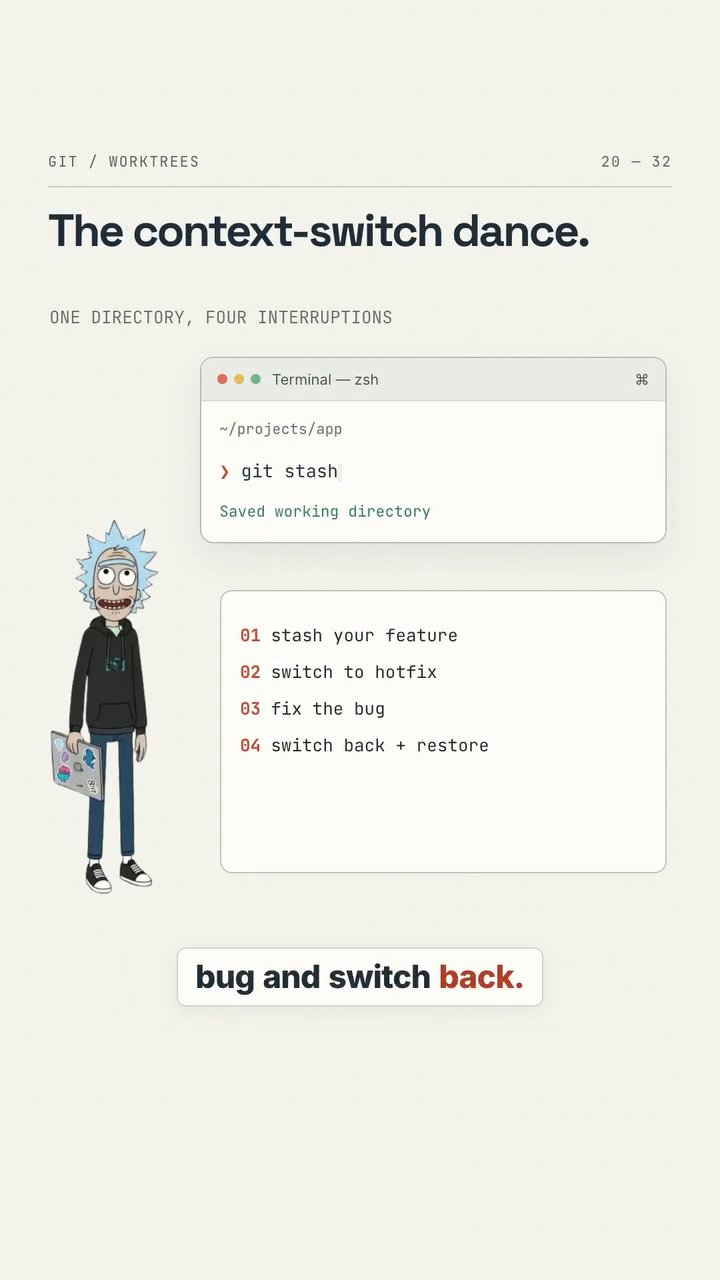 GIT / WORKTREES
20 — 32
The context-switch dance.
ONE DIRECTORY, FOUR INTERRUPTIONS
Terminal — zsh
⌘
~/projects/app
❯ git stash
Saved working directory
01 stash your feature
02 switch to hotfix
03 fix the bug
04 switch back + restore
bug and switch back.